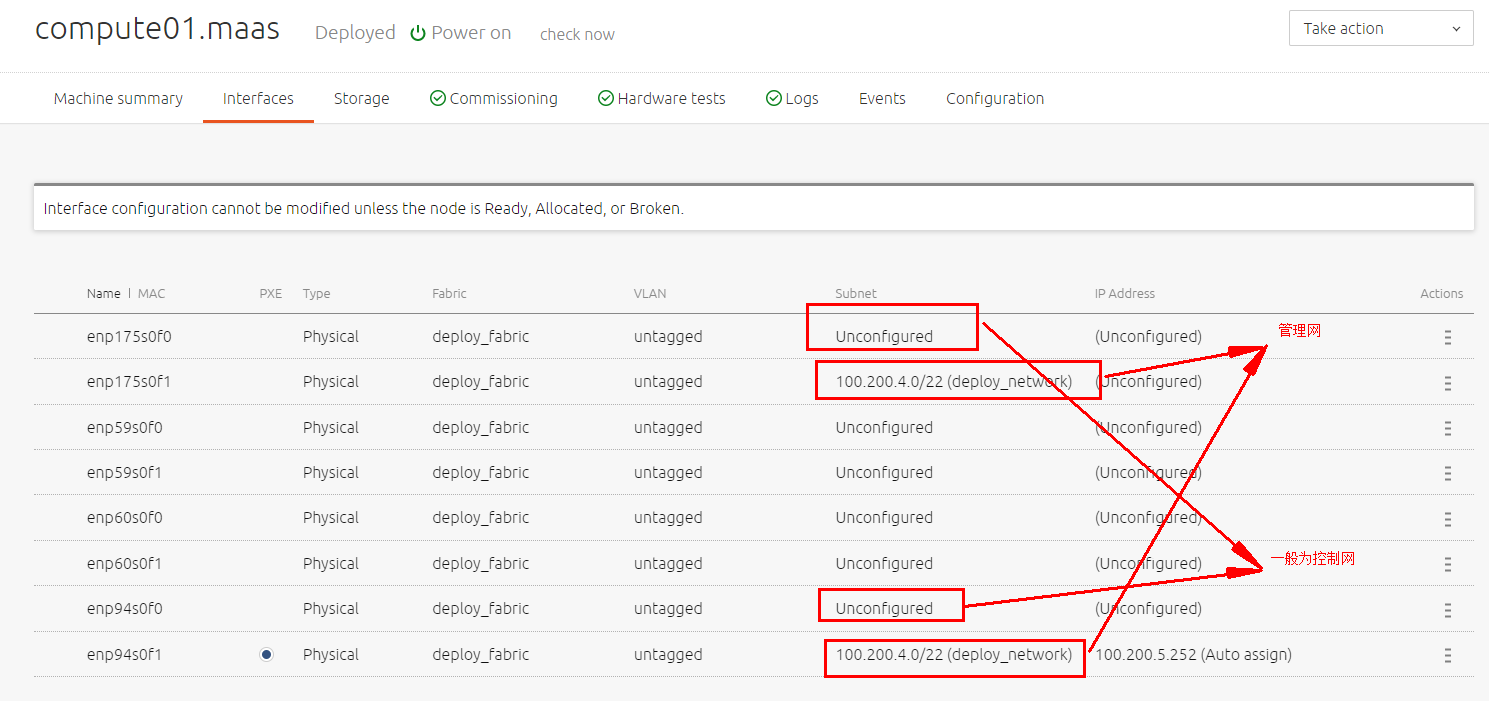 compute01.maas Deployed Power on check now Take action
Machine summary Interfaces Storage Commissioning Hardware tests Logs Events Configuration
Interface configuration cannot be modified unless the node is Ready, Allocated, or Broken.
Name | MAC PXE Type Fabric VLAN Subnet IP Address Actions
enp175s0f0 Physical deploy_fabric untagged Unconfigured (Unconfigured) 管理网
enp175s0f1 Physical deploy_fabric untagged 100.200.4.0/22 (deploy_network) (Unconfigured)
enp59s0f0 Physical deploy_fabric untagged Unconfigured (Unconfigured)
enp59s0f1 Physical deploy_fabric untagged Unconfigured (Unconfigured)
enp60s0f0 Physical deploy_fabric untagged Unconfigured (Unconfigured)
enp60s0f1 Physical deploy_fabric untagged Unconfigured (Unconfigured) 一般为控制网
enp94s0f0 Physical deploy_fabric untagged Unconfigured (Unconfigured)
enp94s0f1 Physical deploy_fabric untagged 100.200.4.0/22 (deploy_network) 100.200.5.252 (Auto assign)